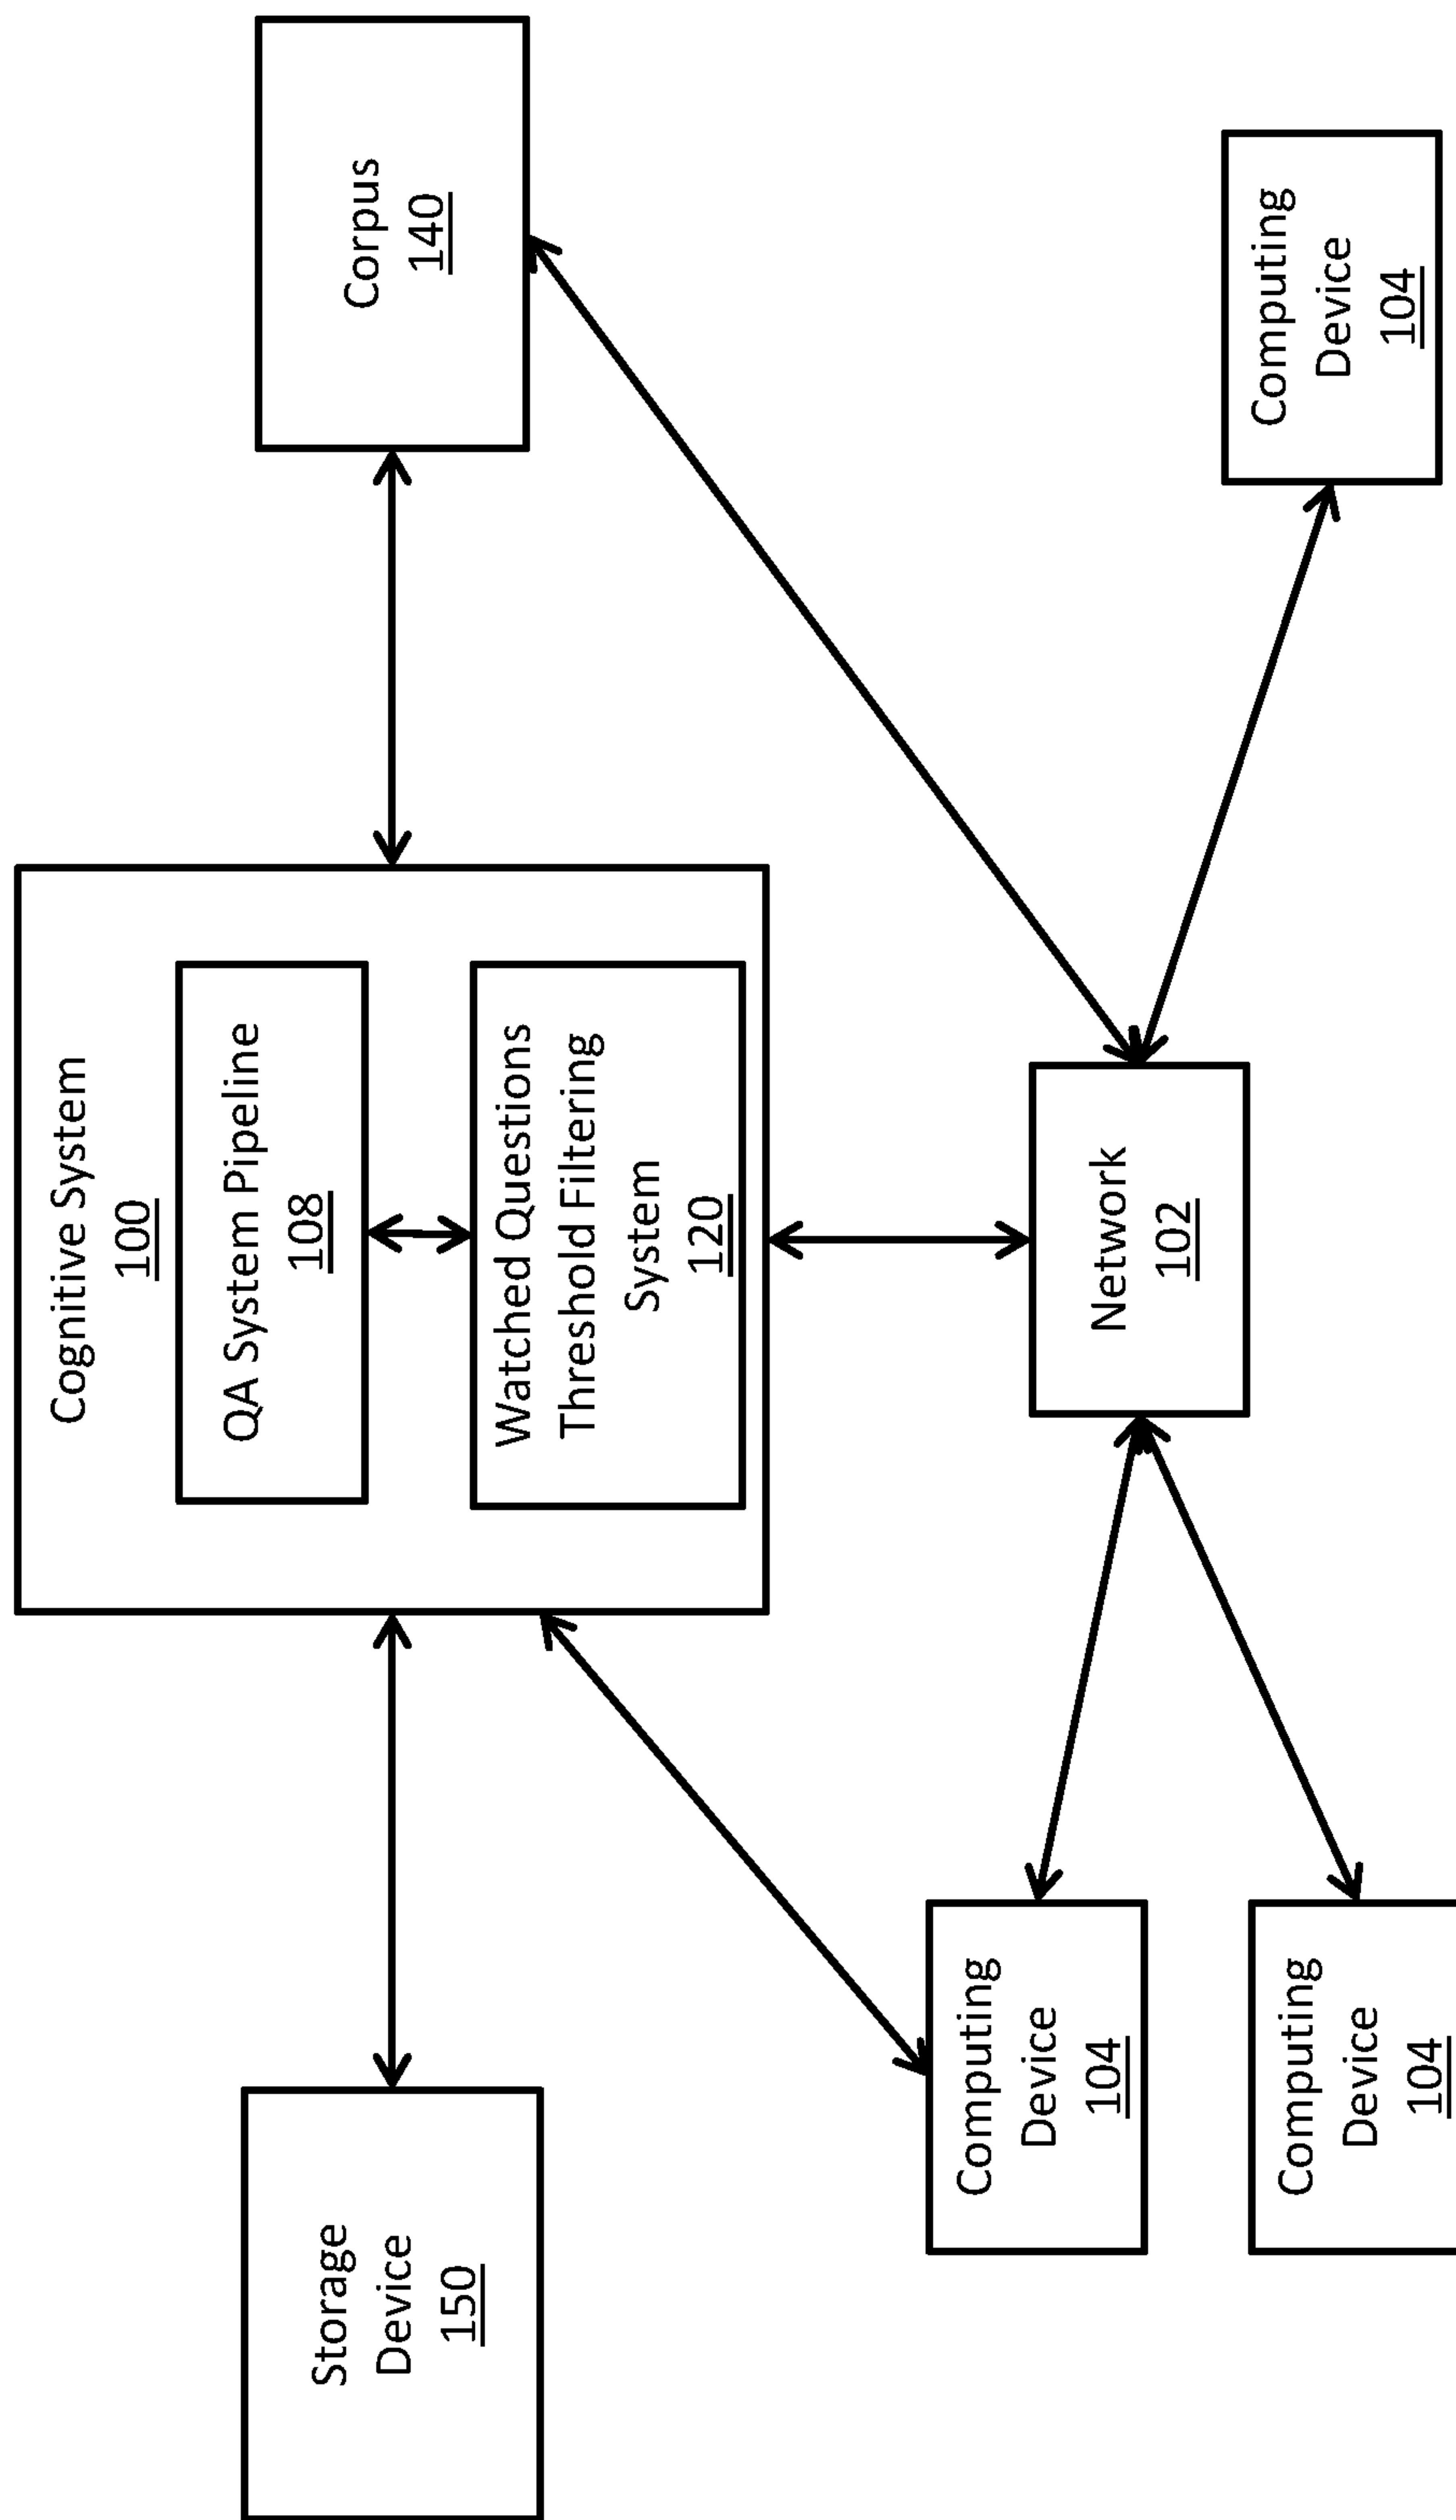 Cognitive System
100
QA System Pipeline
108
Watched Questions
Threshold Filtering
System
120
Storage
Device
150
Corpus
140
Network
102
Computing
Device
104
Computing
Device
104
Computing
Device
104